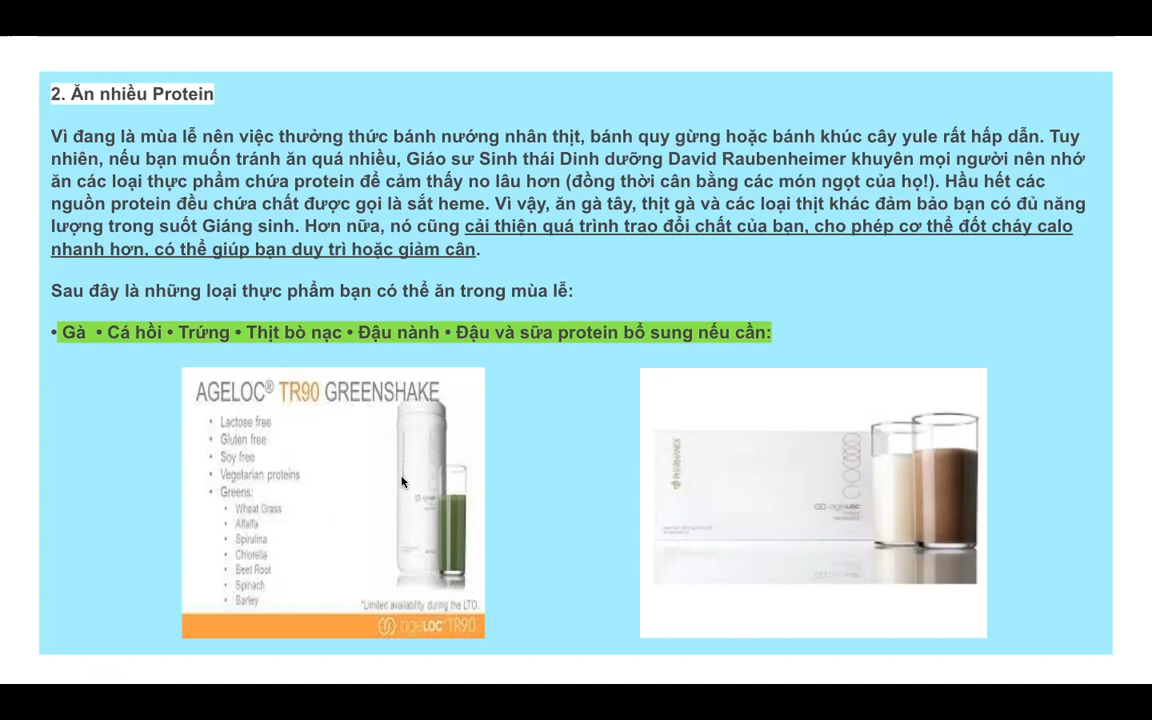 2. Ăn nhiều Protein
Vì đang là mùa lễ nên việc thưởng thức bánh nướng nhân thịt, bánh quy gừng hoặc bánh khúc cây yule rất hấp dẫn. Tuy
nhiên, nếu bạn muốn tránh ăn quá nhiều, Giáo sư Sinh thái Dinh dưỡng David Raubenheimer khuyên mọi người nên nhớ
ăn các loại thực phẩm chứa protein để cảm thấy no lâu hơn (đồng thời cân bằng các món ngọt của họ!). Hầu hết các
nguồn protein đều chứa chất được gọi là sắt heme. Vì vậy, ăn gà tây, thịt gà và các loại thịt khác đảm bảo bạn có đủ năng
lượng trong suốt Giáng sinh. Hơn nữa, nó cũng cải thiện quá trình trao đổi chất của bạn, cho phép cơ thể đốt cháy calo
nhanh hơn, có thể giúp bạn duy trì hoặc giảm cân.
Sau đây là những loại thực phẩm bạn có thể ăn trong mùa lễ:
• Gà • Cá hồi • Trứng • Thịt bò nạc • Đậu nành • Đậu và sữa protein bổ sung nếu cần:
AGELOC® TR90 GREENSHAKE
• Lactose free
• Gluten free
• Soy free
• Vegetarian proteins
• Greens:
• Wheat Grass
• Alfalfa
• Spirulina
• Chlorella
• Beet Root
• Spinach
• Barley
*Limited availability during the LTO.
ageLOC TR90
PHARMANEX
ageLOC